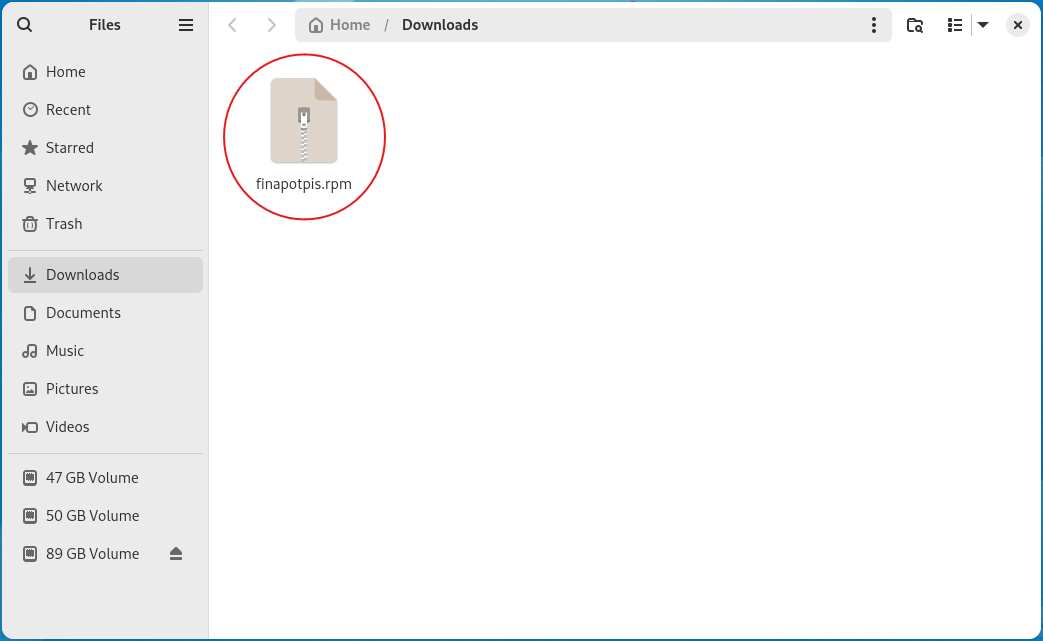 Files
Home / Downloads
Home
Recent
Starred
Network
Trash
Downloads
Documents
Music
Pictures
Videos
47 GB Volume
50 GB Volume
89 GB Volume
finapotpis.rpm